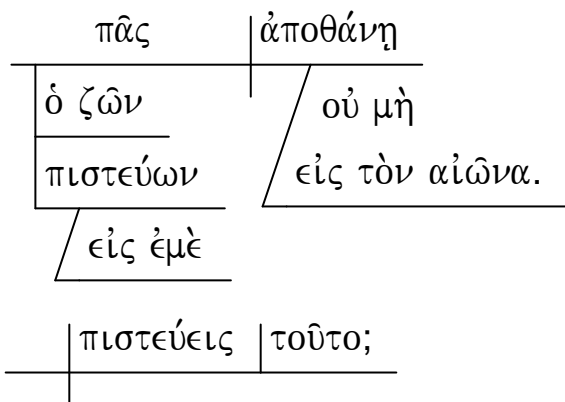 πᾶς ἀποθάνῃ
ὁ ζῶν οὐ μὴ
πιστεύων εἰς τὸν αἰῶνα.
εἰς ἐμὲ
πιστεύεις τοῦτο;